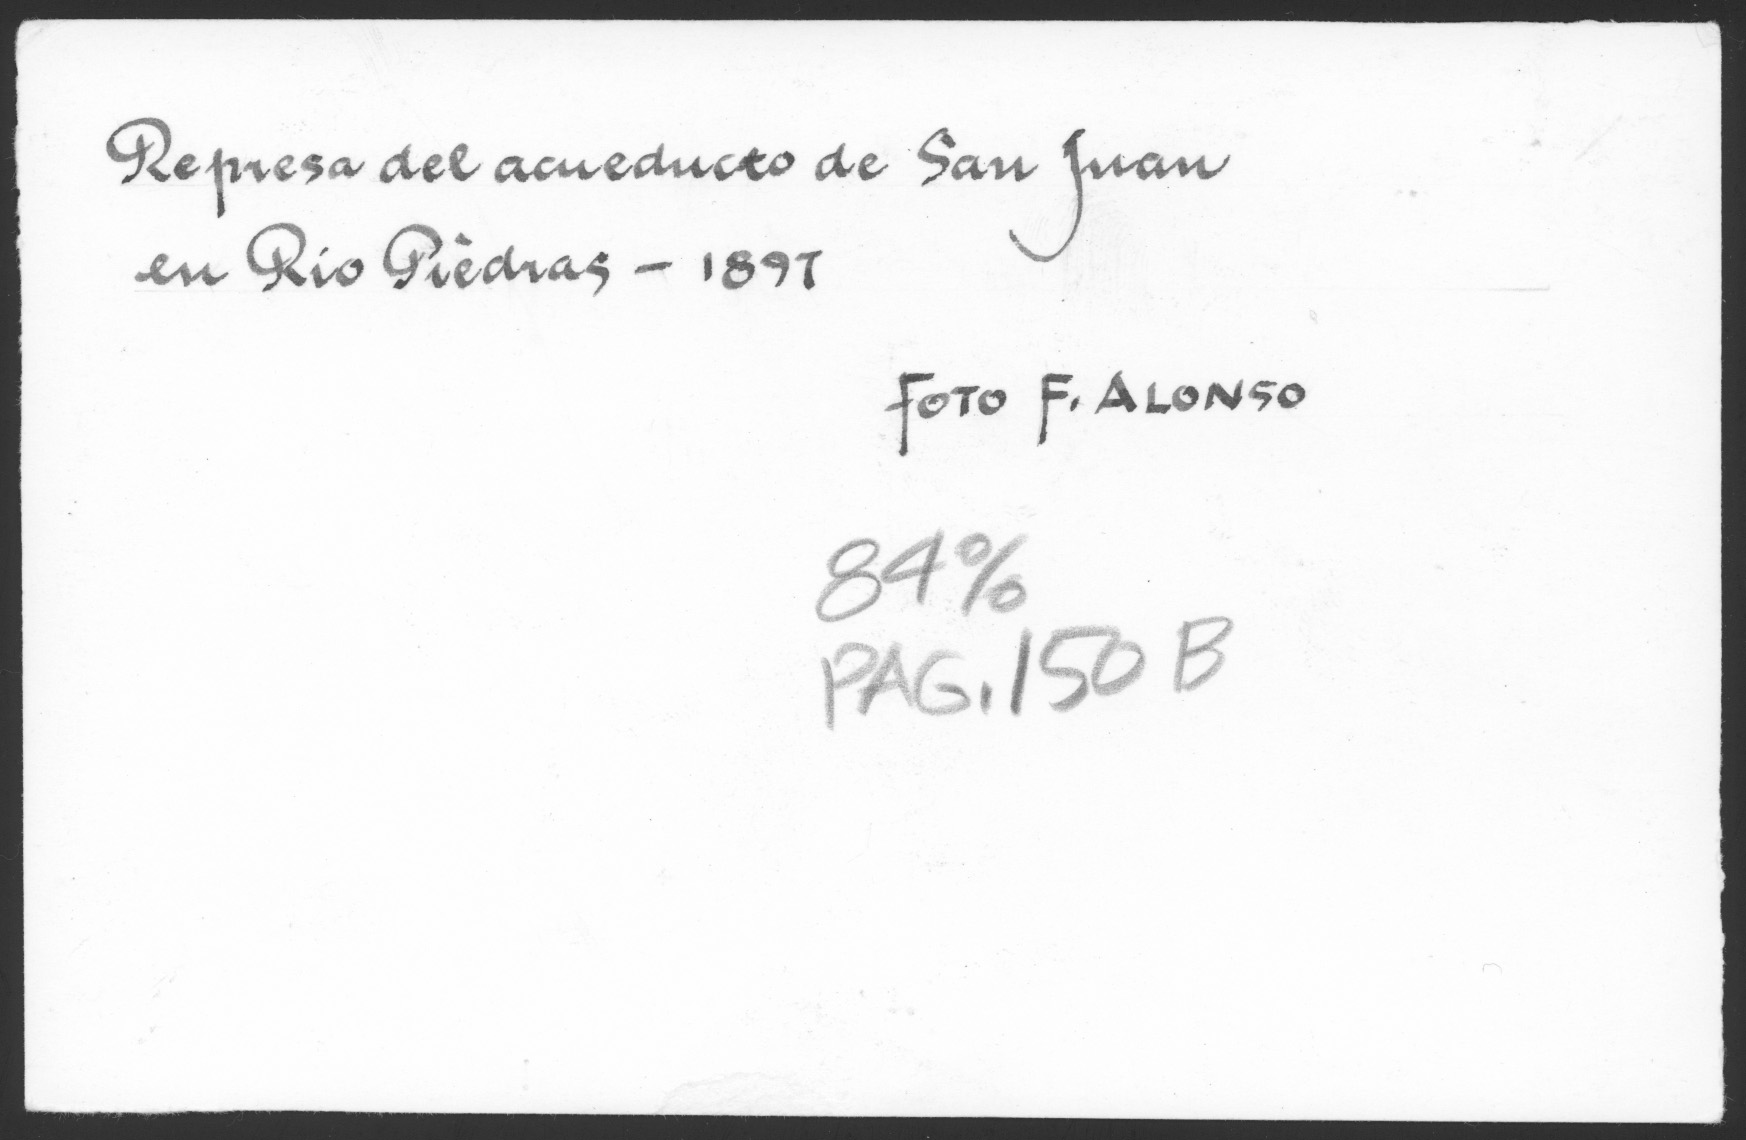 Represa del acueducto de San Juan
en Río Piedras - 1897
FOTO F. ALONSO
84%
PAG. 150 B